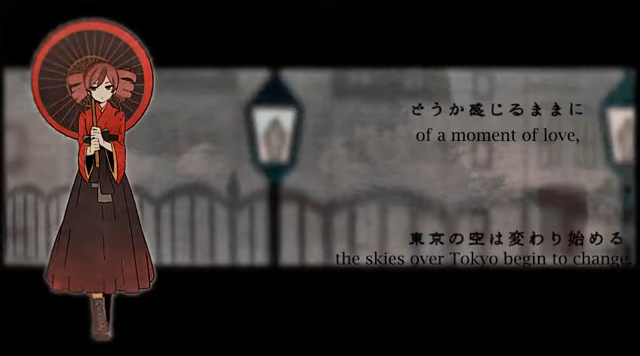 どうか感じるままに
of a moment of love,
東京の空は変わり始める
the skies over Tokyo begin to change,